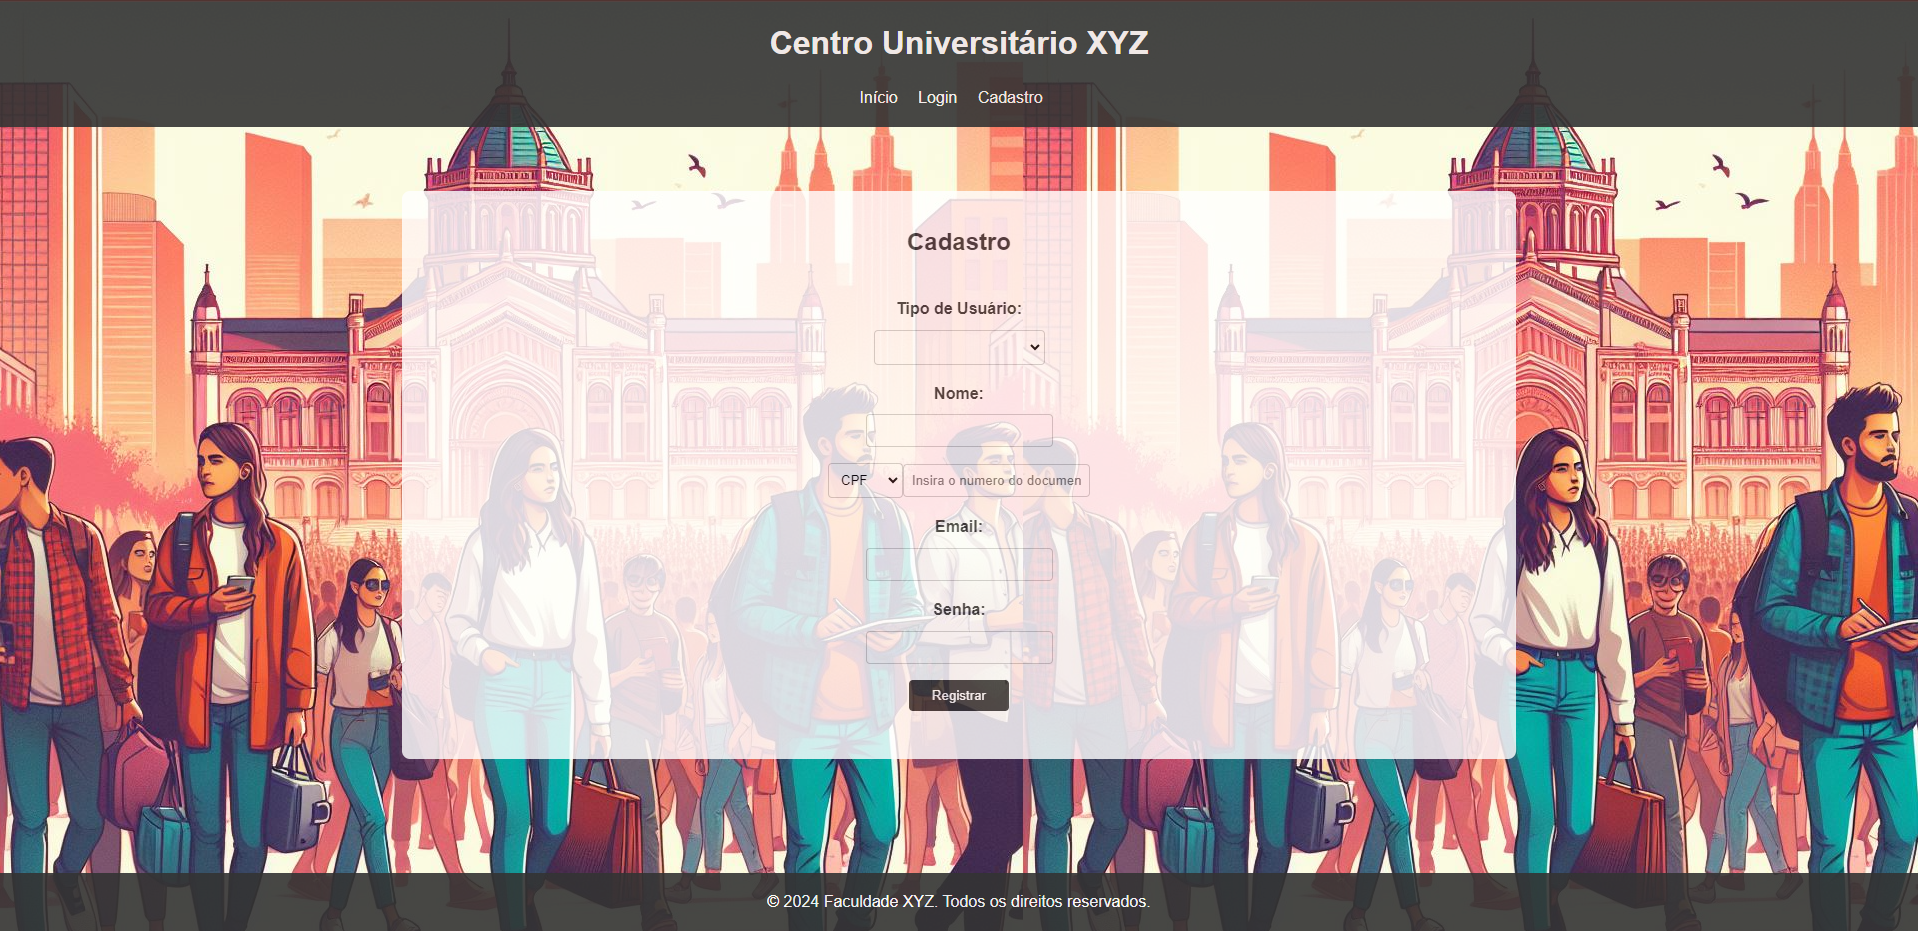 Centro Universitário XYZ
Início Login Cadastro
Cadastro
Tipo de Usuário:
Nome:
CPF Insira o numero do documen
Email:
Senha:
Registrar
© 2024 Faculdade XYZ. Todos os direitos reservados.